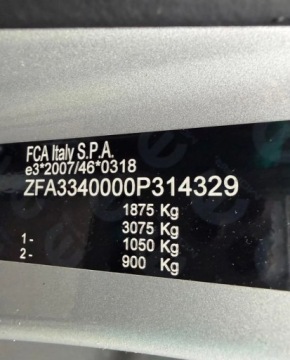 FCA Italy S.P.A.
e3*2007/46*0318
ZFA3340000P314329
1875 Kg
3075 Kg
1- 1050 Kg
2- 900 Kg